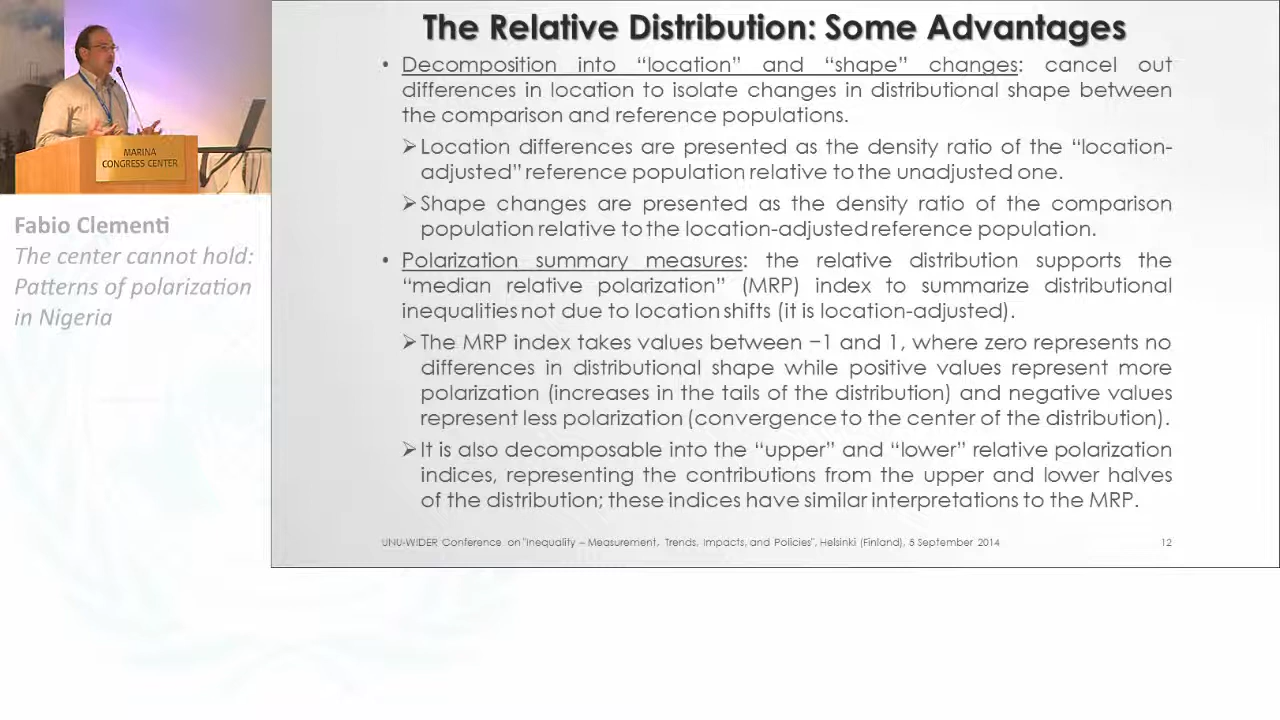 The Relative Distribution: Some Advantages
• Decomposition into “location” and “shape” changes: cancel out
differences in location to isolate changes in distributional shape between
the comparison and reference populations.
➢Location differences are presented as the density ratio of the “location-
adjusted” reference population relative to the unadjusted one.
➢Shape changes are presented as the density ratio of the comparison
population relative to the location-adjusted reference population.
• Polarization summary measures: the relative distribution supports the
“median relative polarization” (MRP) index to summarize distributional
inequalities not due to location shifts (it is location-adjusted).
➢The MRP index takes values between −1 and 1, where zero represents no
differences in distributional shape while positive values represent more
polarization (increases in the tails of the distribution) and negative values
represent less polarization (convergence to the center of the distribution).
➢It is also decomposable into the “upper” and “lower” relative polarization
indices, representing the contributions from the upper and lower halves
of the distribution; these indices have similar interpretations to the MRP.
UNU-WIDER Conference on "Inequality – Measurement, Trends, Impacts, and Policies", Helsinki (Finland), 6 September 2014
12
MARINA
CONGRESS CENTER
Fabio Clementi
The center cannot hold:
Patterns of polarization
in Nigeria